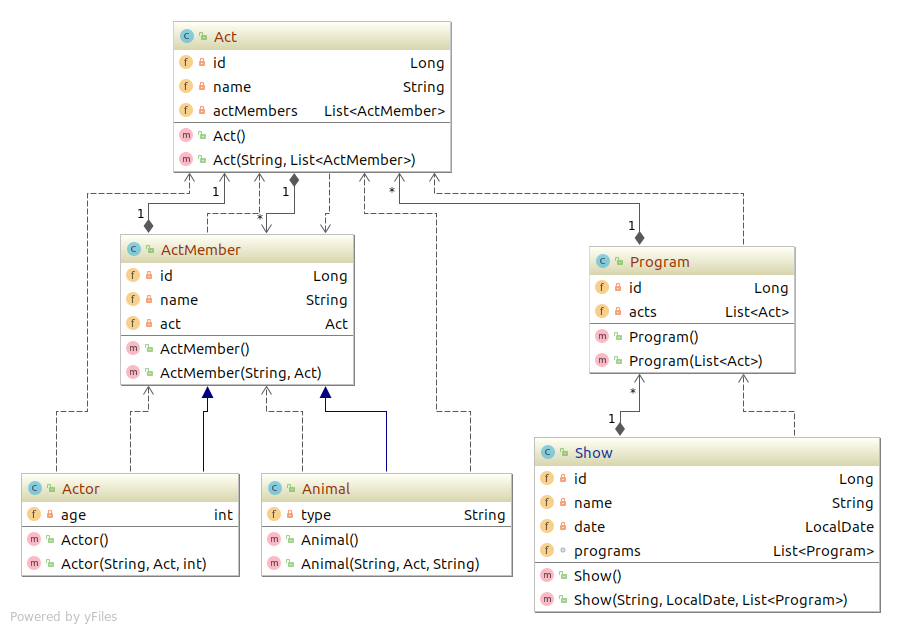 Act
id Long
name String
actMembers List<ActMember>
Act()
Act(String, List<ActMember>)
1 1 *
1 * 1
ActMember
id Long
name String
act Act
ActMember()
ActMember(String, Act)
Program
id Long
acts List<Act>
Program()
Program(List<Act>)
*
1
Actor
age int
Actor()
Actor(String, Act, int)
Animal
type String
Animal()
Animal(String, Act, String)
Show
id Long
name String
date LocalDate
programs List<Program>
Show()
Show(String, LocalDate, List<Program>)
Powered by yFiles